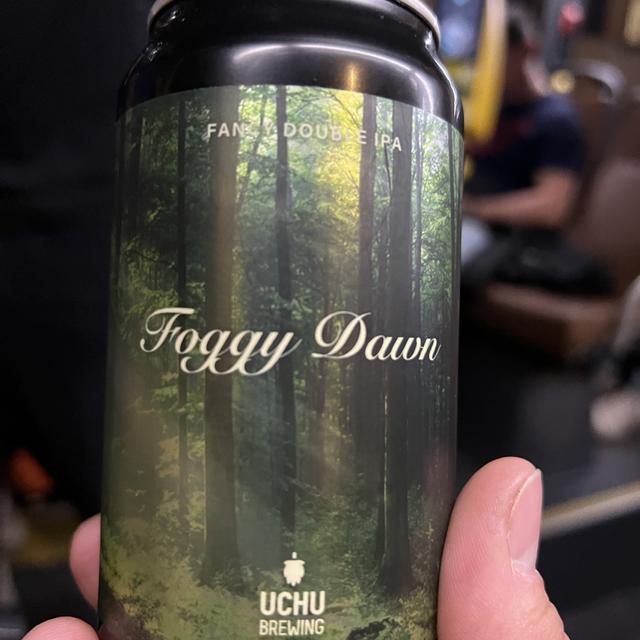 FANCY DOUBLE IPA
Foggy Dawn
UCHU
BREWING